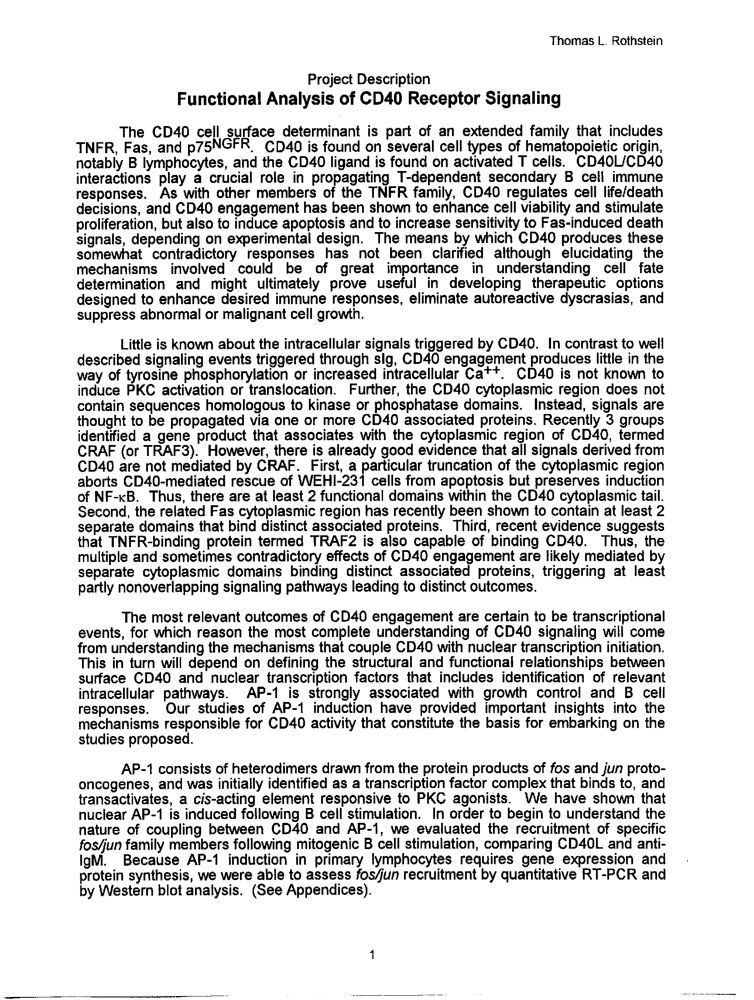 Thomas L. Rothstein
Project Description
Functional Analysis of CD40 Receptor Signaling
The CD40 cell surface determinant is part of an extended family that includes
TNFR, Fas, and p75NGFR. CD40 is found on several cell types of hematopoietic origin,
notably B lymphocytes, and the CD40 ligand is found on activated T cells. CD40L/CD40
interactions play a crucial role in propagating T-dependent secondary B cell immune
responses. As with other members of the TNFR family, CD40 regulates cell life/death
decisions, and CD40 engagement has been shown to enhance cell viability and stimulate
proliferation, but also to induce apoptosis and to increase sensitivity to Fas-induced death
signals, depending on experimental design. The means by which CD40 produces these
somewhat contradictory responses has not been clarified although elucidating the
mechanisms involved could be of great importance in understanding cell fate
determination and might ultimately prove useful in developing therapeutic options
designed to enhance desired immune responses, eliminate autoreactive dyscrasias, and
suppress abnormal or malignant cell growth.
Little is known about the intracellular signals triggered by CD40. In contrast to well
described signaling events triggered through sIg, CD40 engagement produces little in the
way of tyrosine phosphorylation or increased intracellular Ca++. CD40 is not known to
induce PKC activation or translocation. Further, the CD40 cytoplasmic region does not
contain sequences homologous to kinase or phosphatase domains. Instead, signals are
thought to be propagated via one or more CD40 associated proteins. Recently 3 groups
identified a gene product that associates with the cytoplasmic region of CD40, termed
CRAF (or TRAF3). However, there is already good evidence that all signals derived from
CD40 are not mediated by CRAF. First, a particular truncation of the cytoplasmic region
aborts CD40-mediated rescue of WEHI-231 cells from apoptosis but preserves induction
of NF-κB. Thus, there are at least 2 functional domains within the CD40 cytoplasmic tail.
Second, the related Fas cytoplasmic region has recently been shown to contain at least 2
separate domains that bind distinct associated proteins. Third, recent evidence suggests
that TNFR-binding protein termed TRAF2 is also capable of binding CD40. Thus, the
multiple and sometimes contradictory effects of CD40 engagement are likely mediated by
separate cytoplasmic domains binding distinct associated proteins, triggering at least
partly nonoverlapping signaling pathways leading to distinct outcomes.
The most relevant outcomes of CD40 engagement are certain to be transcriptional
events, for which reason the most complete understanding of CD40 signaling will come
from understanding the mechanisms that couple CD40 with nuclear transcription initiation.
This in turn will depend on defining the structural and functional relationships between
surface CD40 and nuclear transcription factors that includes identification of relevant
intracellular pathways. AP-1 is strongly associated with growth control and B cell
responses. Our studies of AP-1 induction have provided important insights into the
mechanisms responsible for CD40 activity that constitute the basis for embarking on the
studies proposed.
AP-1 consists of heterodimers drawn from the protein products of fos and jun proto-
oncogenes, and was initially identified as a transcription factor complex that binds to, and
transactivates, a cis-acting element responsive to PKC agonists. We have shown that
nuclear AP-1 is induced following B cell stimulation. In order to begin to understand the
nature of coupling between CD40 and AP-1, we evaluated the recruitment of specific
fos/jun family members following mitogenic B cell stimulation, comparing CD40L and anti-
IgM. Because AP-1 induction in primary lymphocytes requires gene expression and
protein synthesis, we were able to assess fos/jun recruitment by quantitative RT-PCR and
by Western blot analysis. (See Appendices).
1